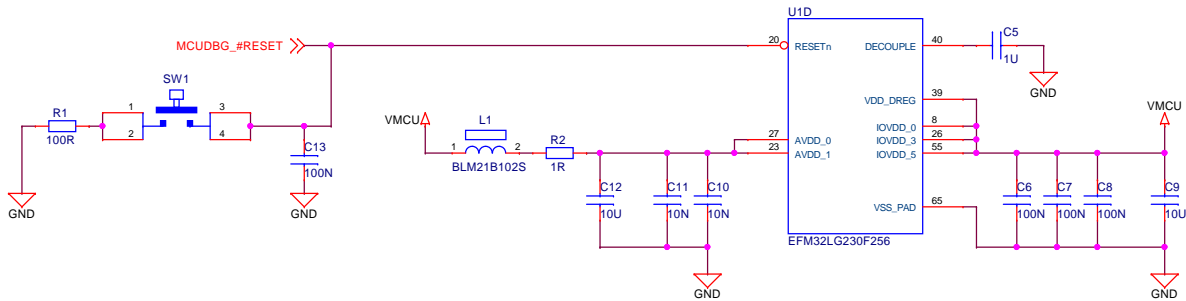 U1D
MCUDBG_#RESET
20
RESETn
DECOUPLE
40
C5
1U
GND
SW1
R1
100R
1
2
3
4
C13
100N
GND
GND
VMCU
L1
1
2
BLM21B102S
R2
1R
27
23
AVDD_0
AVDD_1
VDD_DREG
39
IOVDD_0
8
IOVDD_3
26
IOVDD_5
55
VMCU
C12
10U
C11
10N
C10
10N
GND
VSS_PAD
65
C6
100N
C7
100N
C8
100N
C9
10U
GND
EFM32LG230F256